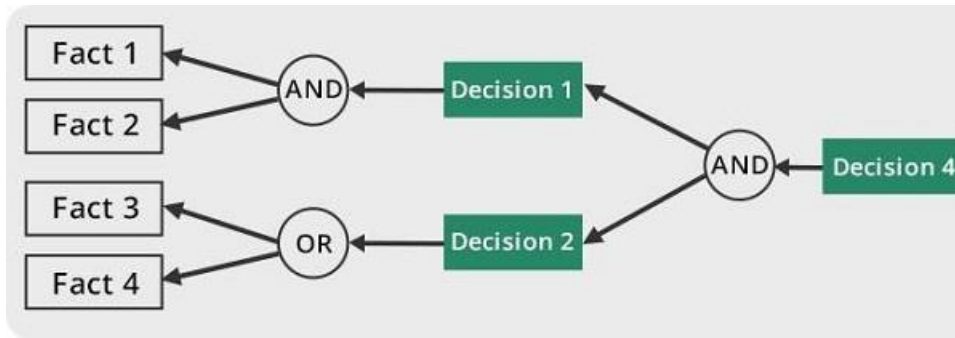 Fact 1
Fact 2
AND
Decision 1
AND
Decision 4
Fact 3
Fact 4
OR
Decision 2